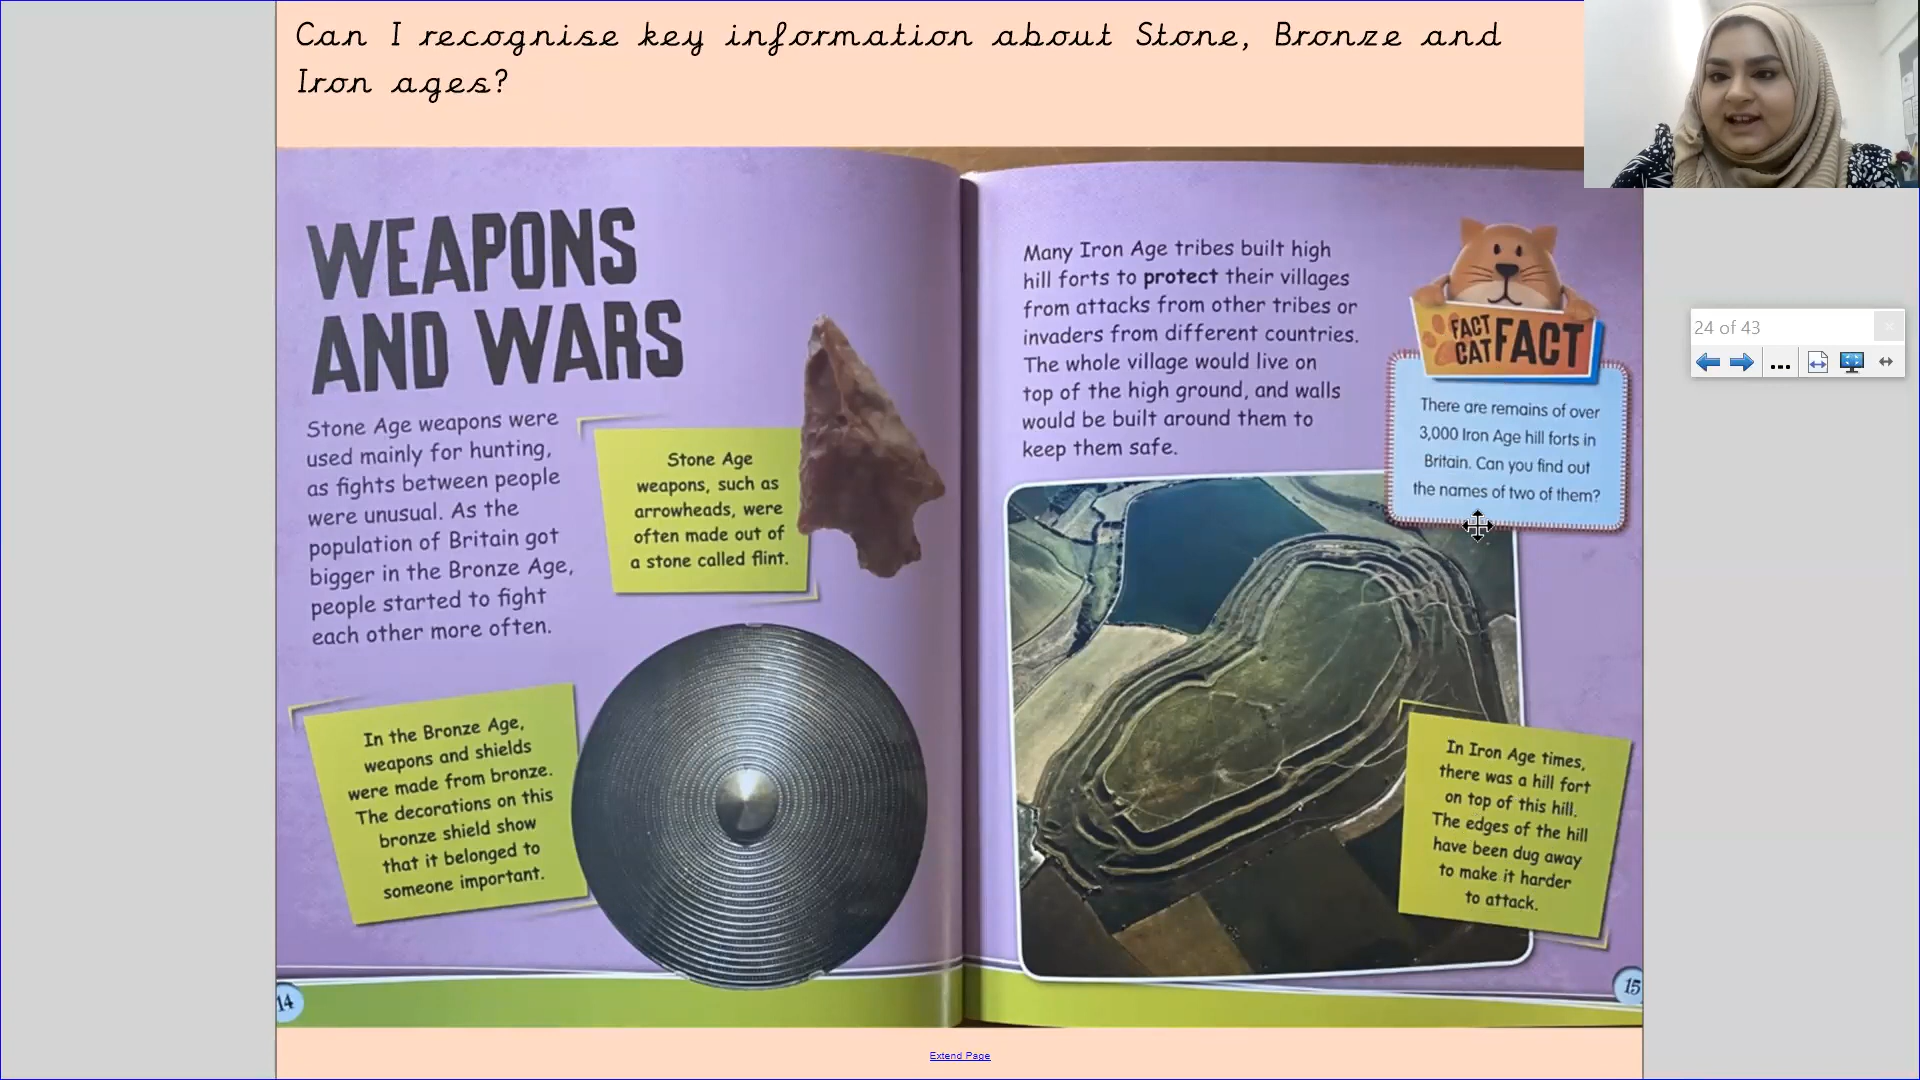 Can I recognise key information about Stone, Bronze and
Iron ages?
WEAPONS
AND WARS
Stone Age weapons were
used mainly for hunting,
as fights between people
were unusual. As the
population of Britain got
bigger in the Bronze Age,
people started to fight
each other more often.
Stone Age
weapons, such as
arrowheads, were
often made out of
a stone called flint.
In the Bronze Age,
weapons and shields
were made from bronze.
The decorations on this
bronze shield show
that it belonged to
someone important.
14
Many Iron Age tribes built high
hill forts to protect their villages
from attacks from other tribes or
invaders from different countries.
The whole village would live on
top of the high ground, and walls
would be built around them to
keep them safe.
FACT
CAT FACT
There are remains of over
3,000 Iron Age hill forts in
Britain. Can you find out
the names of two of them?
In Iron Age times,
there was a hill fort
on top of this hill.
The edges of the hill
have been dug away
to make it harder
to attack.
15
24 of 43
Extend Page